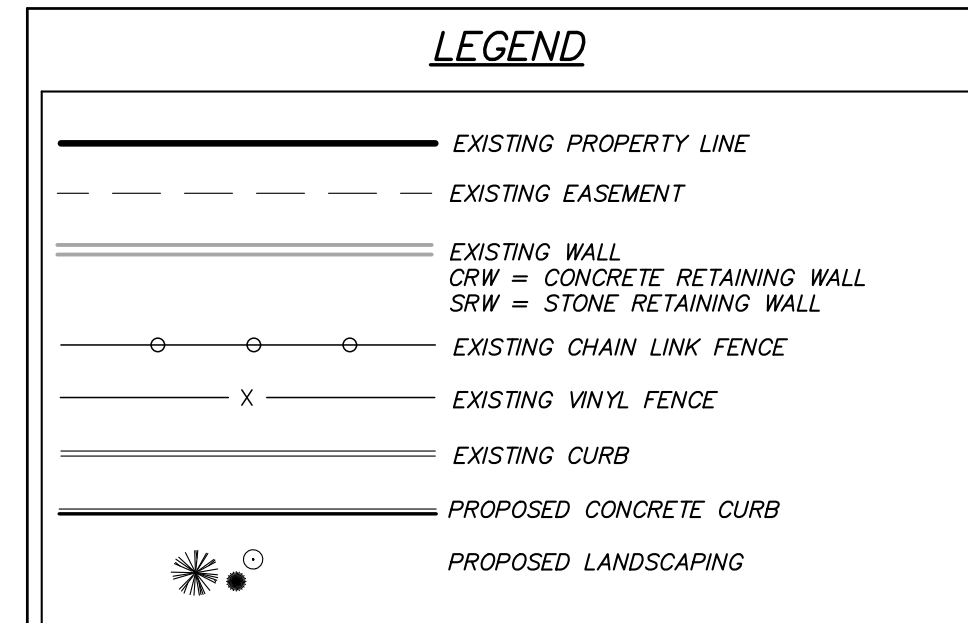 LEGEND
EXISTING PROPERTY LINE
EXISTING EASEMENT
EXISTING WALL
CRW = CONCRETE RETAINING WALL
SRW = STONE RETAINING WALL
EXISTING CHAIN LINK FENCE
X EXISTING VINYL FENCE
EXISTING CURB
PROPOSED CONCRETE CURB
PROPOSED LANDSCAPING